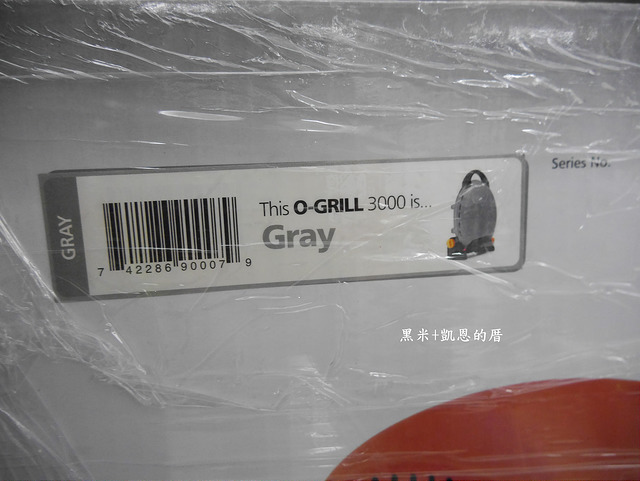 Series No.
GRAY
This O-GRILL 3000 is...
Gray
7 42286 90007 9
黑米+凱恩的厝